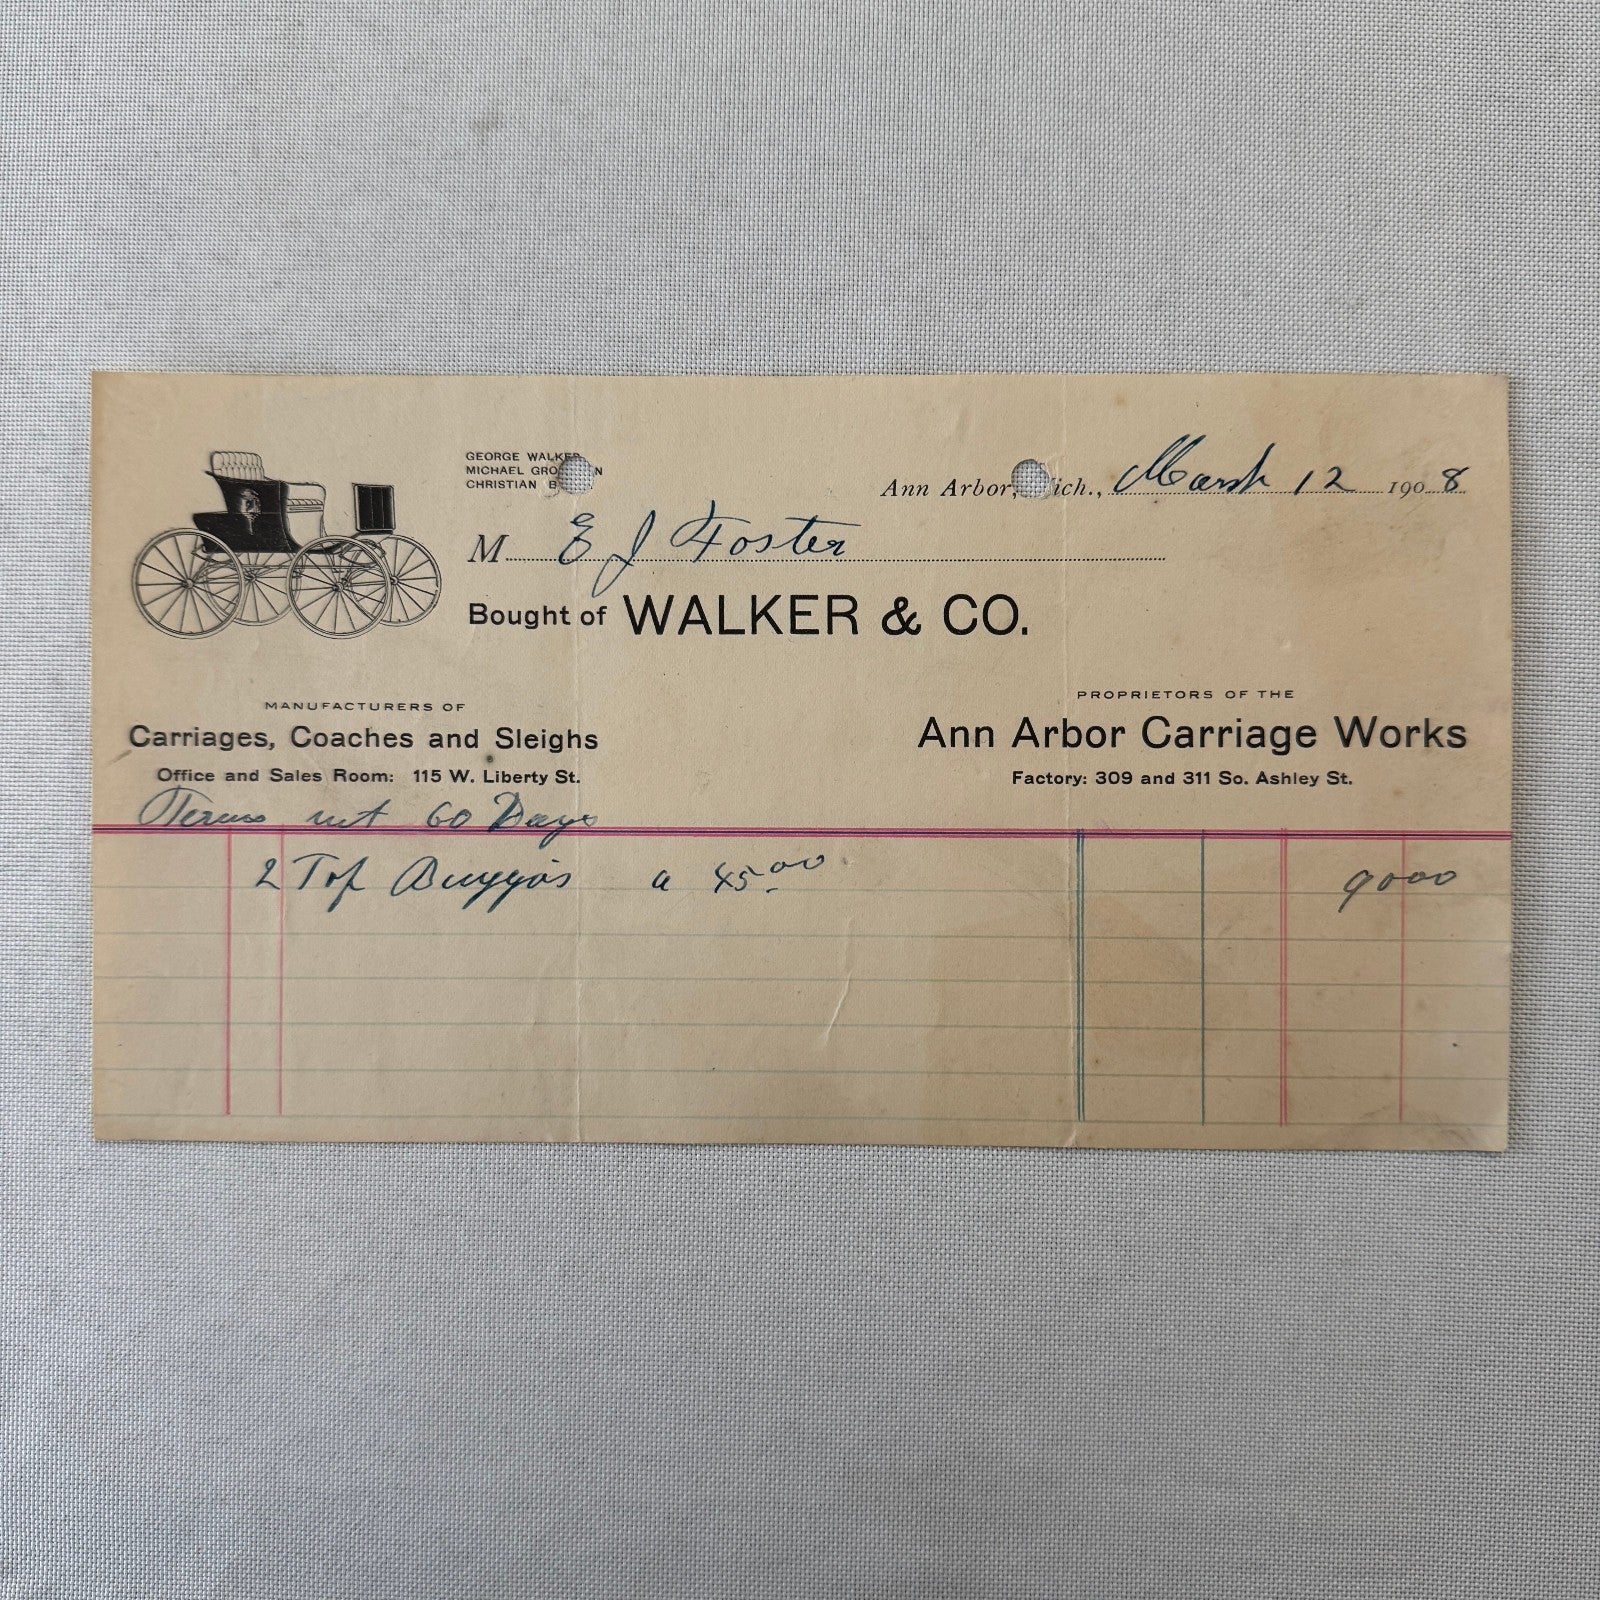 GEORGE WALKER
MICHAEL
CHRISTIAN
Ann Arbor, Mich., March 12 1908
M E J Foster
Bought of WALKER & CO.
MANUFACTURERS OF
Carriages, Coaches and Sleighs
Office and Sales Room: 115 W. Liberty St.
PROPRIETORS OF THE
Ann Arbor Carriage Works
Factory: 309 and 311 So. Ashley St.
Terms net 60 Days
2 Top Buggies a 45.00 9000